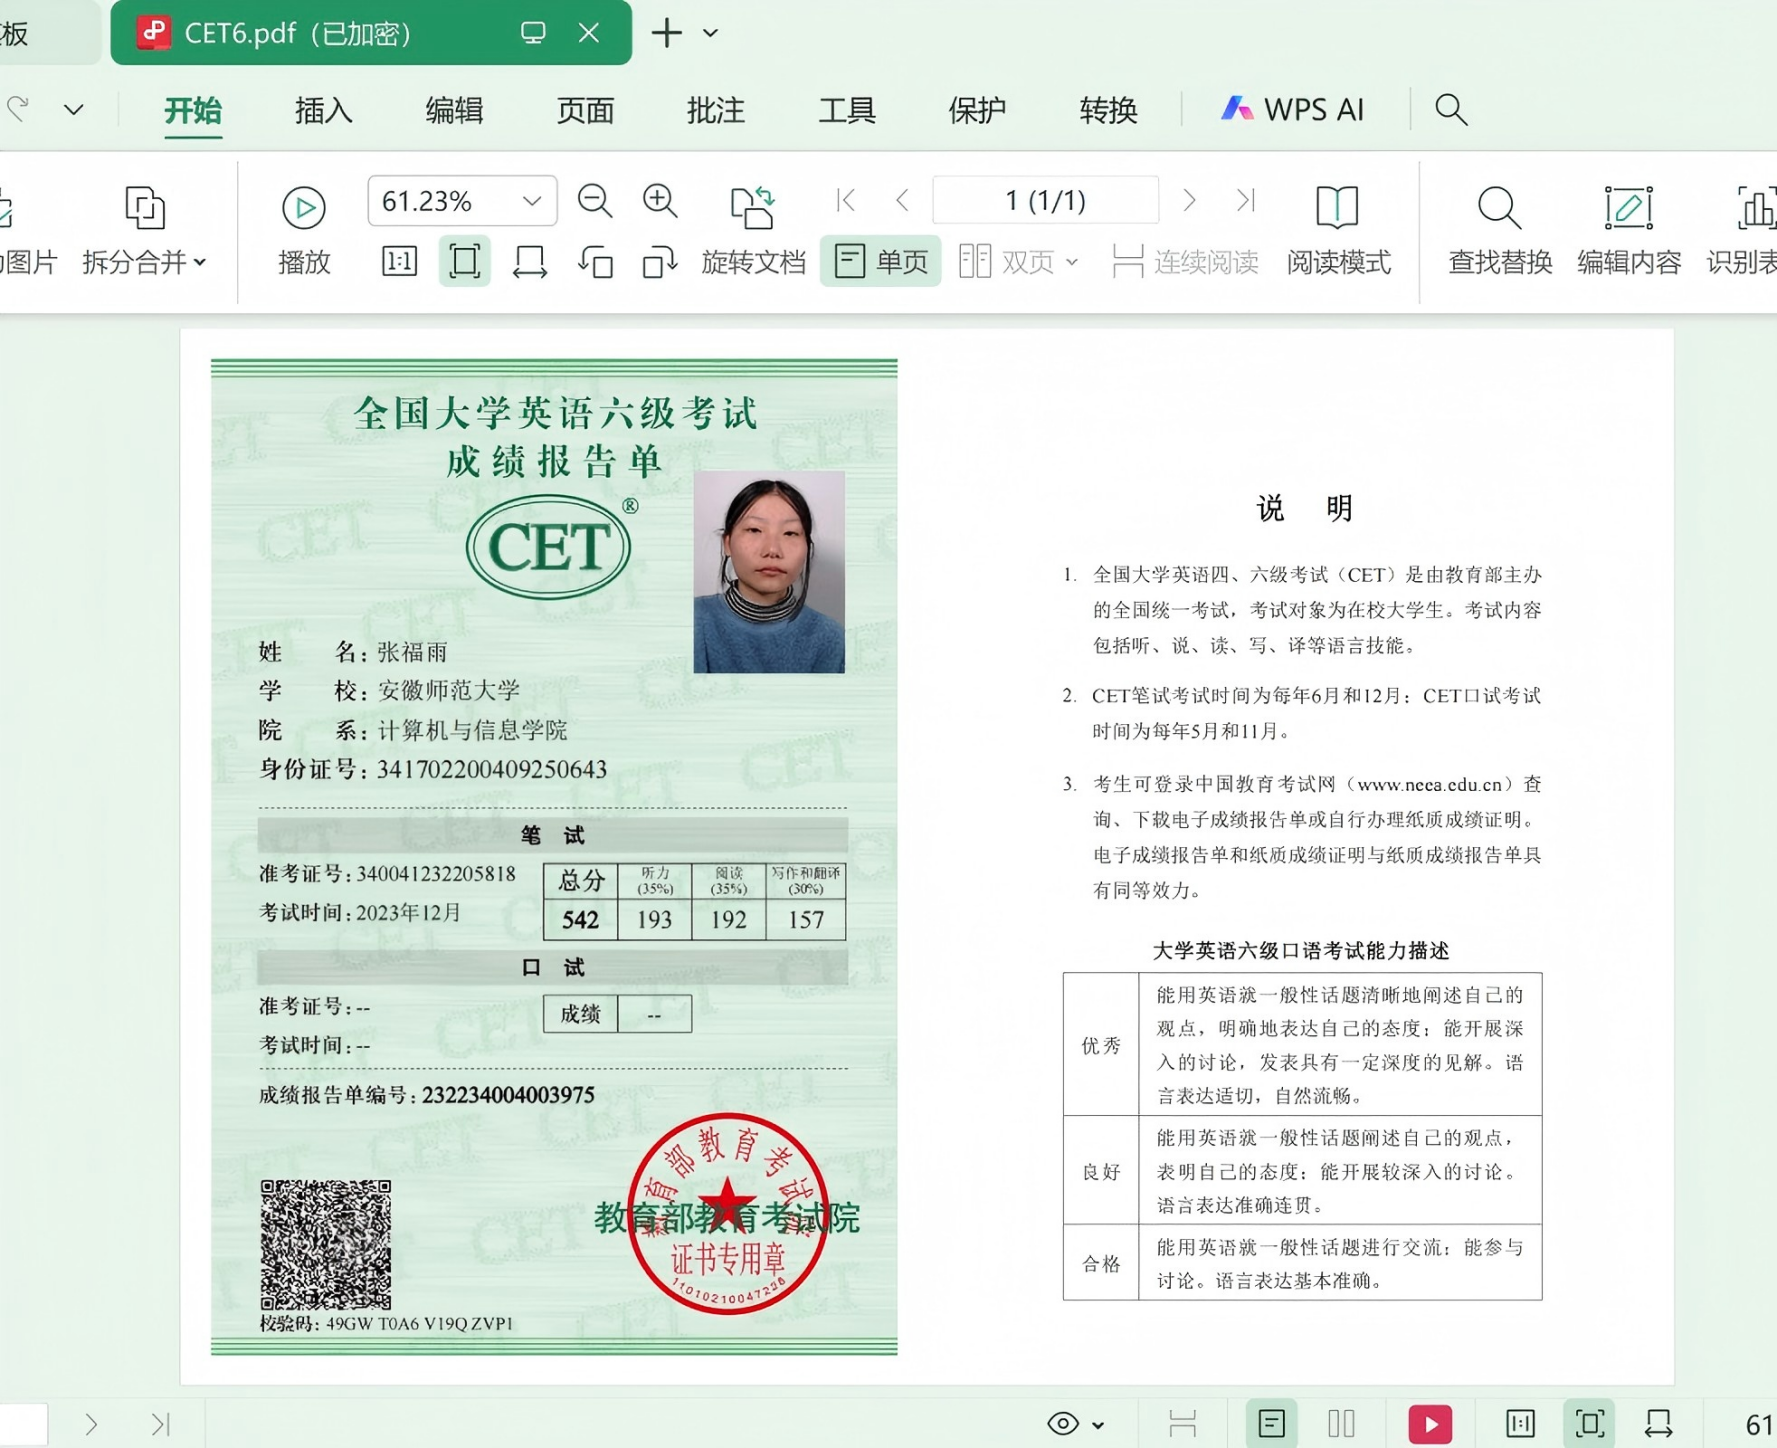 板
CET6.pdf（已加密）
开始 插入 编辑 页面 批注 工具 保护 转换 WPS AI
图片 拆分合并 播放 61.23% 1:1 旋转文档 1 (1/1) 单页 双页 连续阅读 阅读模式 查找替换 编辑内容 识别表
全国大学英语六级考试
成绩报告单
CET®
姓 名：张福雨
学 校：安徽师范大学
院 系：计算机与信息学院
身份证号：341702200409250643
笔 试
准考证号：340041232205818
考试时间：2023年12月
总分 听力(35%) 阅读(35%) 写作和翻译(30%)
542 193 192 157
口 试
准考证号：--
考试时间：--
成绩 --
成绩报告单编号：232234004003975
教育部教育考试院
教育部教育考试院
证书专用章
校验码：49GW T0A6 V19Q ZVP1
说 明
1. 全国大学英语四、六级考试（CET）是由教育部主办
的全国统一考试，考试对象为在校大学生。考试内容
包括听、说、读、写、译等语言技能。
2. CET笔试考试时间为每年6月和12月；CET口试考试
时间为每年5月和11月。
3. 考生可登录中国教育考试网（www.neea.edu.cn）查
询、下载电子成绩报告单或自行办理纸质成绩证明。
电子成绩报告单和纸质成绩证明与纸质成绩报告单具
有同等效力。
大学英语六级口语考试能力描述
优秀
能用英语就一般性话题清晰地阐述自己的
观点，明确地表达自己的态度；能开展深
入的讨论，发表具有一定深度的见解。语
言表达适切，自然流畅。
良好
能用英语就一般性话题阐述自己的观点，
表明自己的态度；能开展较深入的讨论。
语言表达准确连贯。
合格
能用英语就一般性话题进行交流；能参与
讨论。语言表达基本准确。
61